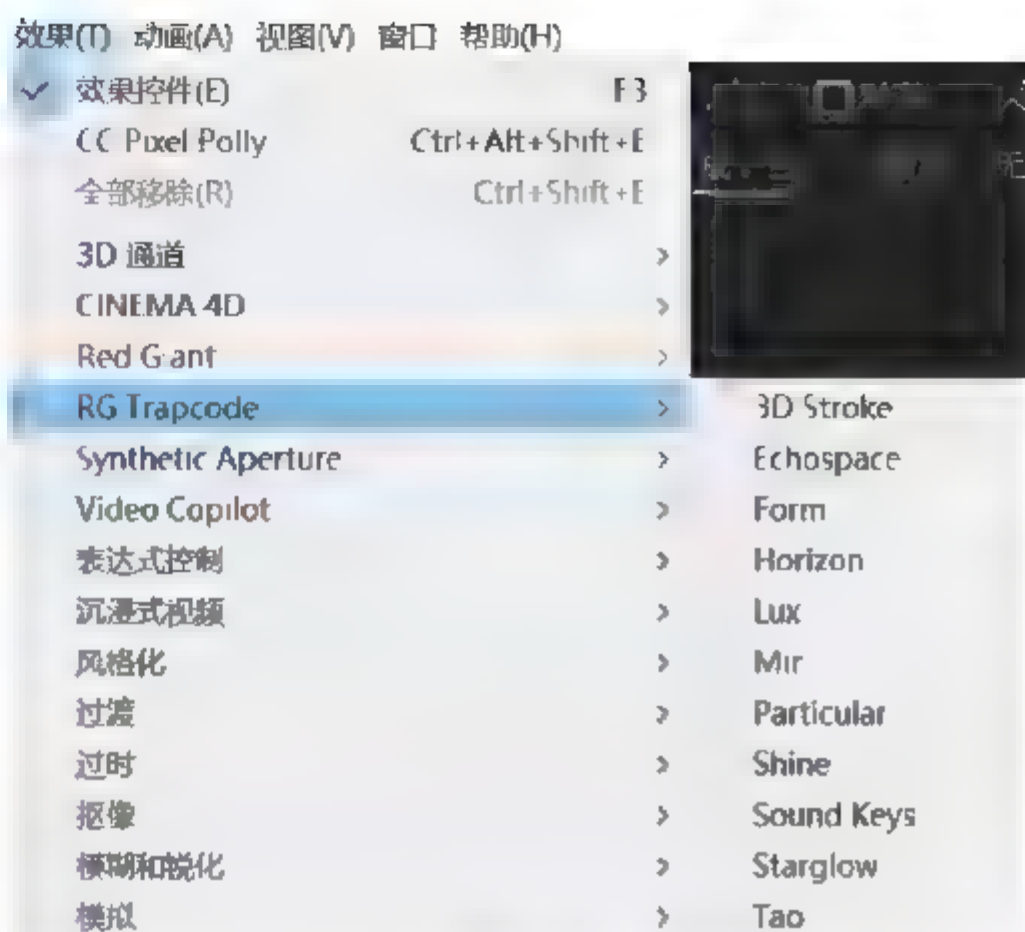 效果(T) 动画(A) 视图(V) 窗口 帮助(H)
✓ 效果控件(E) F3
CC Pixel Polly Ctrl+Alt+Shift+E
全部移除(R) Ctrl+Shift+E
3D 通道 >
CINEMA 4D >
Red Giant >
RG Trapcode > 3D Stroke
Synthetic Aperture > Echospace
Video Copilot > Form
表达式控制 > Horizon
沉浸式视频 > Lux
风格化 > Mir
过渡 > Particular
过时 > Shine
抠像 > Sound Keys
模糊和锐化 > Starglow
模拟 > Tao